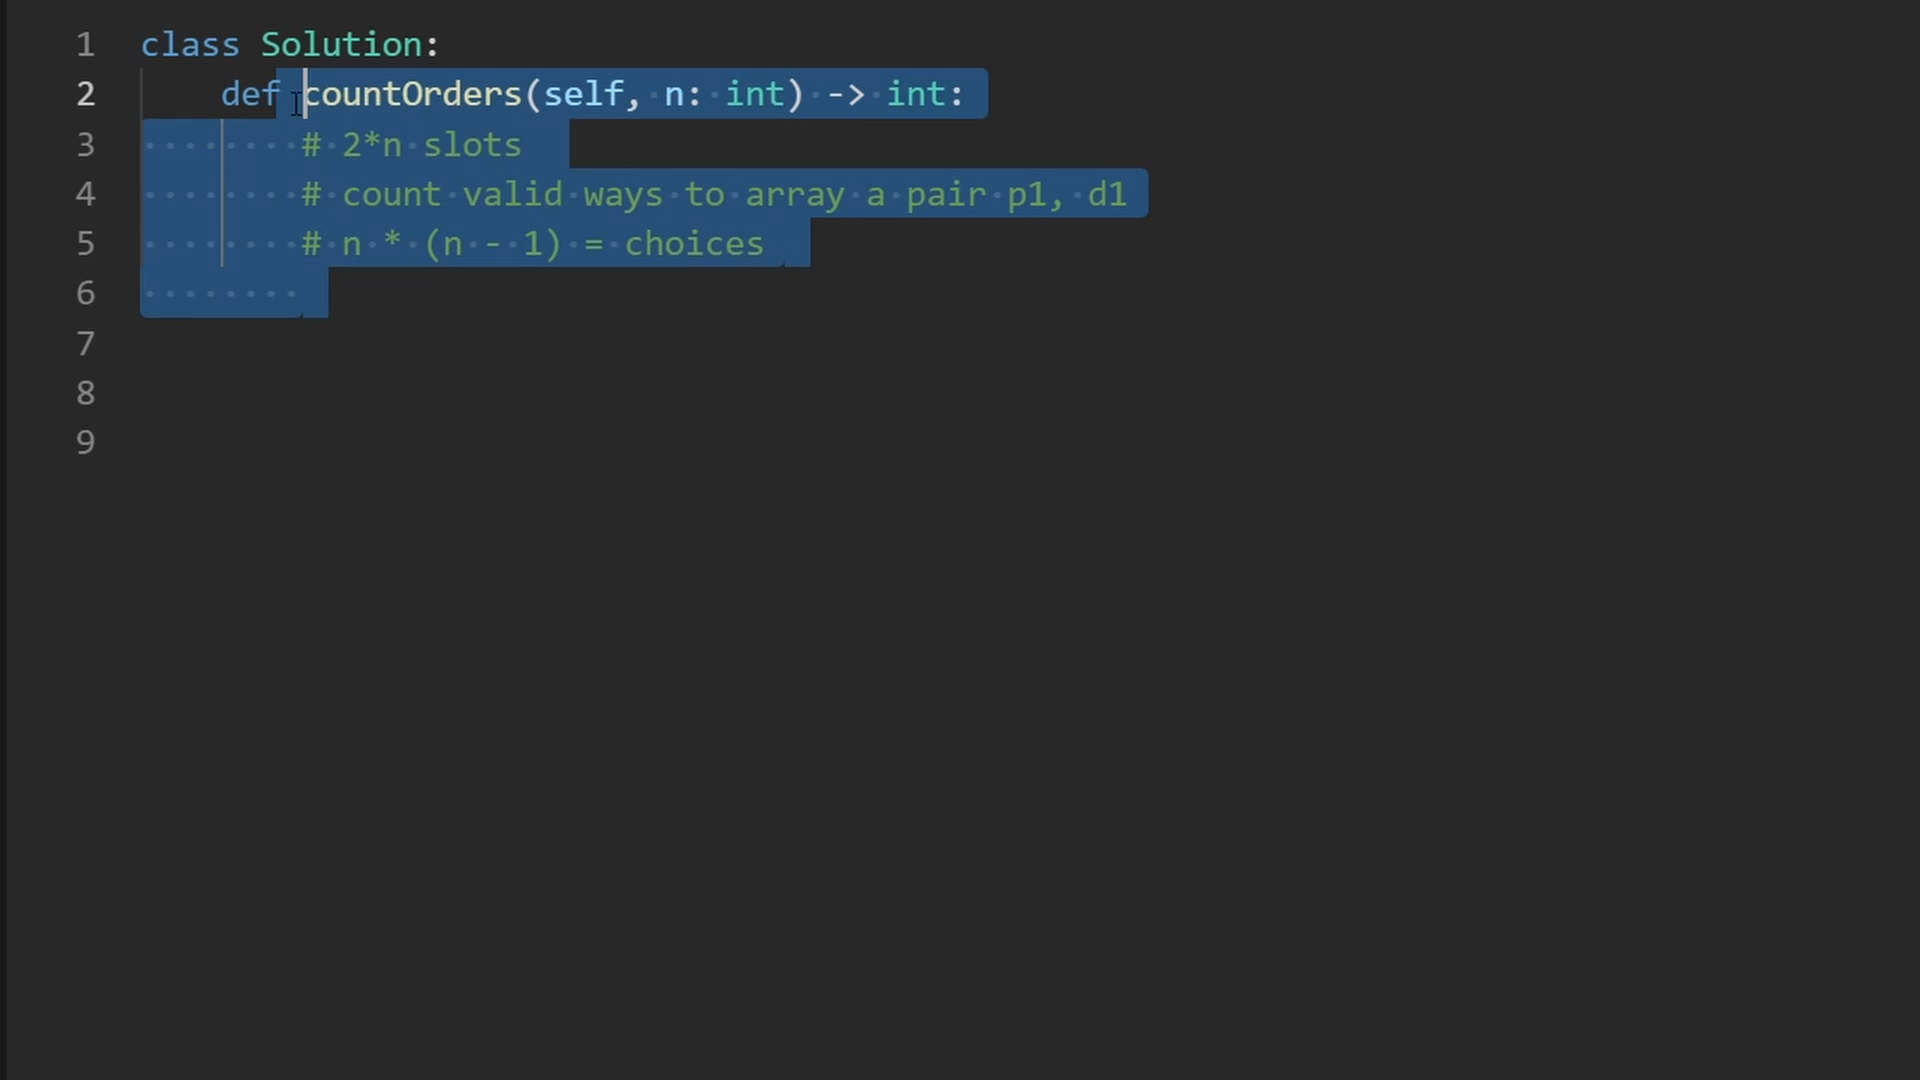 1 class Solution:
2     def countOrders(self, n: int) -> int:
3         # 2*n slots
4         # count valid ways to array a pair p1, d1
5         # n * (n - 1) = choices
6
7
8
9